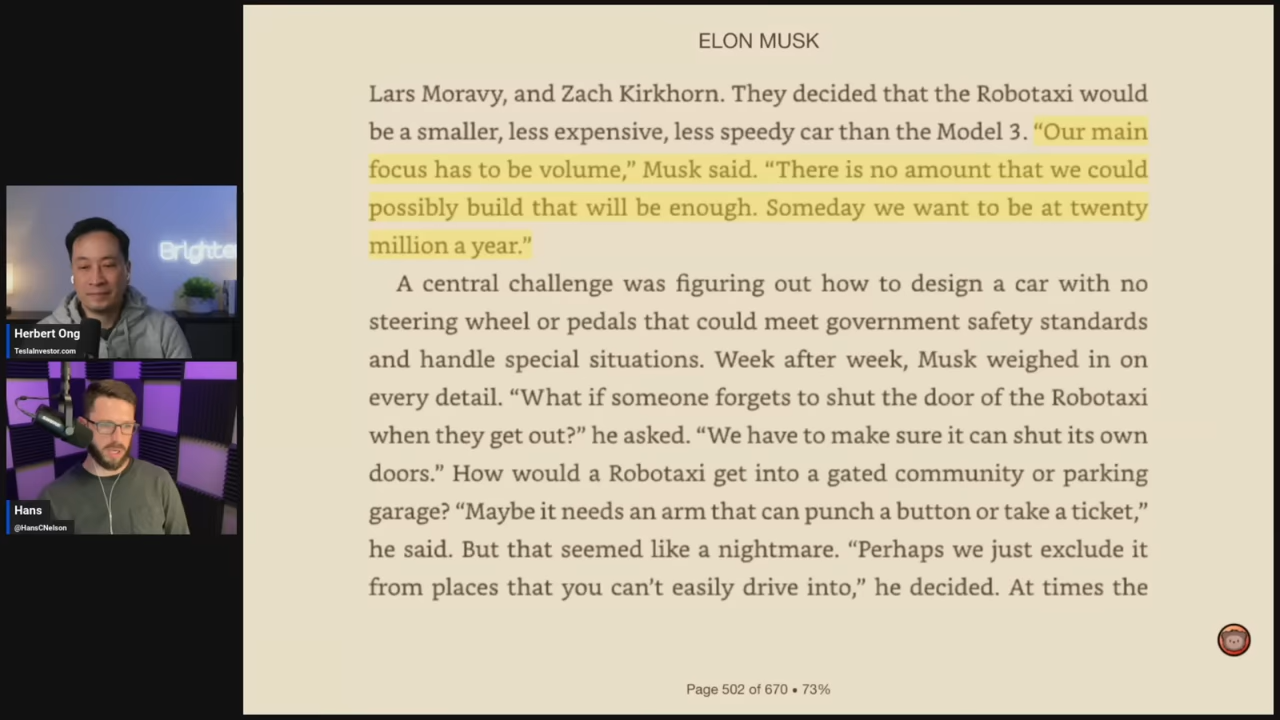 ELON MUSK
Lars Moravy, and Zach Kirkhorn. They decided that the Robotaxi would
be a smaller, less expensive, less speedy car than the Model 3. “Our main
focus has to be volume,” Musk said. “There is no amount that we could
possibly build that will be enough. Someday we want to be at twenty
million a year.”
A central challenge was figuring out how to design a car with no
steering wheel or pedals that could meet government safety standards
and handle special situations. Week after week, Musk weighed in on
every detail. “What if someone forgets to shut the door of the Robotaxi
when they get out?” he asked. “We have to make sure it can shut its own
doors.” How would a Robotaxi get into a gated community or parking
garage? “Maybe it needs an arm that can punch a button or take a ticket,”
he said. But that seemed like a nightmare. “Perhaps we just exclude it
from places that you can’t easily drive into,” he decided. At times the
Page 502 of 670 • 73%
Brighte
Herbert Ong
TeslaInvestor.com
Hans
@HansCNelson